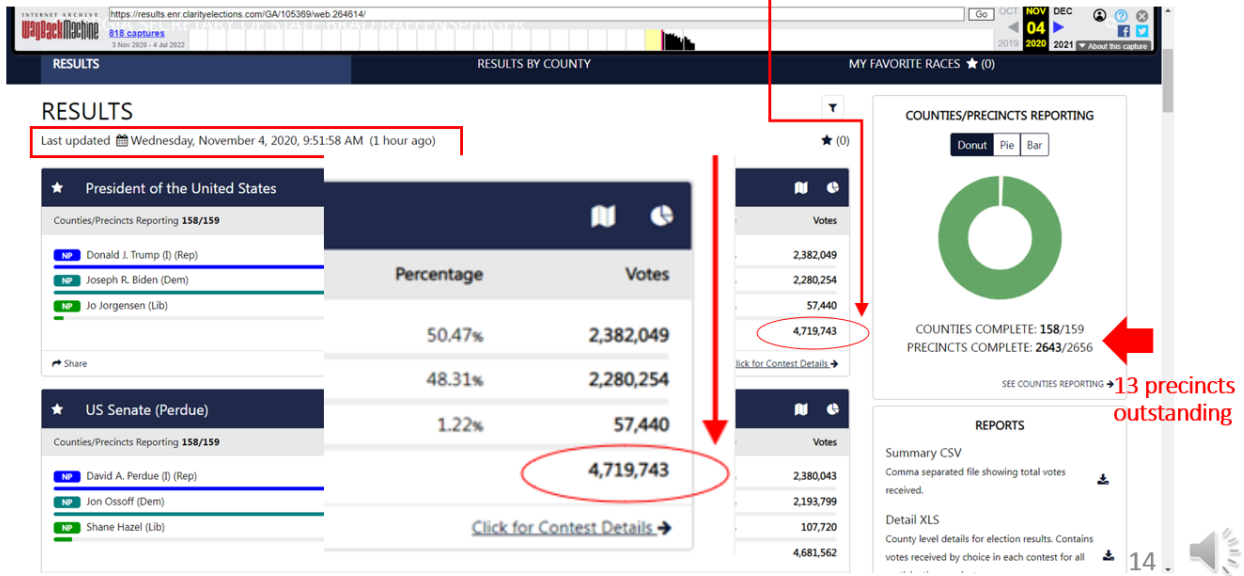 INTERNET ARCHIVE
WayBackMachine
https://results.enr.clarityelections.com/GA/105369/web.264614/
Go
OCT NOV DEC
818 captures
04
3 Nov 2020 - 4 Jul 2022
2019 2020 2021
About this capture
GIA SECRETARY OF STATE BRAD RAFFENSPERGER
RESULTS
RESULTS BY COUNTY
MY FAVORITE RACES (0)
RESULTS
Last updated Wednesday, November 4, 2020, 9:51:58 AM (1 hour ago)
(0)
President of the United States
Counties/Precincts Reporting 158/159
Votes
NP Donald J. Trump (I) (Rep)
2,382,049
NP Joseph R. Biden (Dem)
2,280,254
NP Jo Jorgensen (Lib)
57,440
4,719,743
Share
lick for Contest Details
Percentage Votes
50.47% 2,382,049
48.31% 2,280,254
1.22% 57,440
4,719,743
Click for Contest Details
US Senate (Perdue)
Counties/Precincts Reporting 158/159
Votes
NP David A. Perdue (I) (Rep)
2,380,043
NP Jon Ossoff (Dem)
2,193,799
NP Shane Hazel (Lib)
107,720
4,681,562
COUNTIES/PRECINCTS REPORTING
Donut Pie Bar
COUNTIES COMPLETE: 158/159
PRECINCTS COMPLETE: 2643/2656
SEE COUNTIES REPORTING
13 precincts
outstanding
REPORTS
Summary CSV
Comma separated file showing total votes
received.
Detail XLS
County level details for election results. Contains
votes received by choice in each contest for all
14